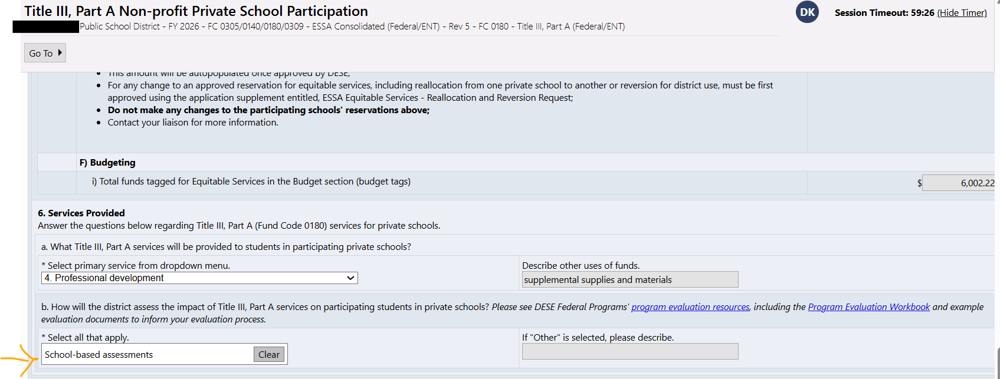 Title III, Part A Non-profit Private School Participation
DK
Session Timeout: 59:26 (Hide Timer)
Public School District - FY 2026 - FC 0305/0140/0180/0309 - ESSA Consolidated (Federal/ENT) - Rev 5 - FC 0180 - Title III, Part A (Federal/ENT)
Go To
• This amount will be autopopulated once approved by DESE;
• For any change to an approved reservation for equitable services, including reallocation from one private school to another or reversion for district use, must be first
approved using the application supplement entitled, ESSA Equitable Services - Reallocation and Reversion Request;
• Do not make any changes to the participating schools' reservations above;
• Contact your liaison for more information.
F) Budgeting
i) Total funds tagged for Equitable Services in the Budget section (budget tags)
$ 6,002.22
6. Services Provided
Answer the questions below regarding Title III, Part A (Fund Code 0180) services for private schools.
a. What Title III, Part A services will be provided to students in participating private schools?
* Select primary service from dropdown menu.
4. Professional development
Describe other uses of funds.
supplemental supplies and materials
b. How will the district assess the impact of Title III, Part A services on participating students in private schools? Please see DESE Federal Programs' program evaluation resources, including the Program Evaluation Workbook and example
evaluation documents to inform your evaluation process.
* Select all that apply.
School-based assessments
Clear
If "Other" is selected, please describe.